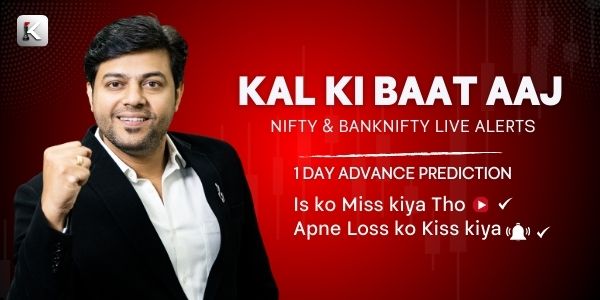 K
KAL KI BAAT AAJ
NIFTY & BANKNIFTY LIVE ALERTS
1 DAY ADVANCE PREDICTION
Is ko Miss kiya Tho
Apne Loss ko Kiss kiya